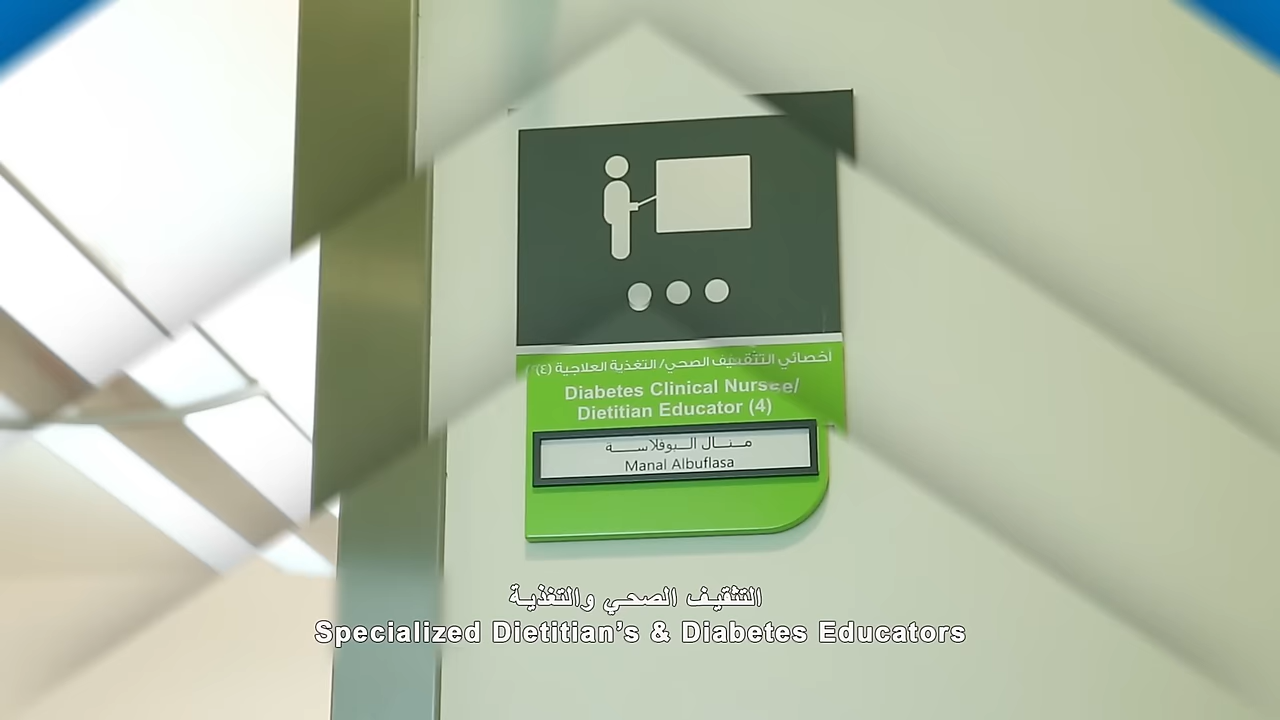 أخصائي التثقيف الصحي/ التغذية العلاجية (٤)
Diabetes Clinical Nurse/
Dietitian Educator (4)
منال البوفلاسة
Manal Albuflasa
التثقيف الصحي والتغذية
Specialized Dietitian's & Diabetes Educators